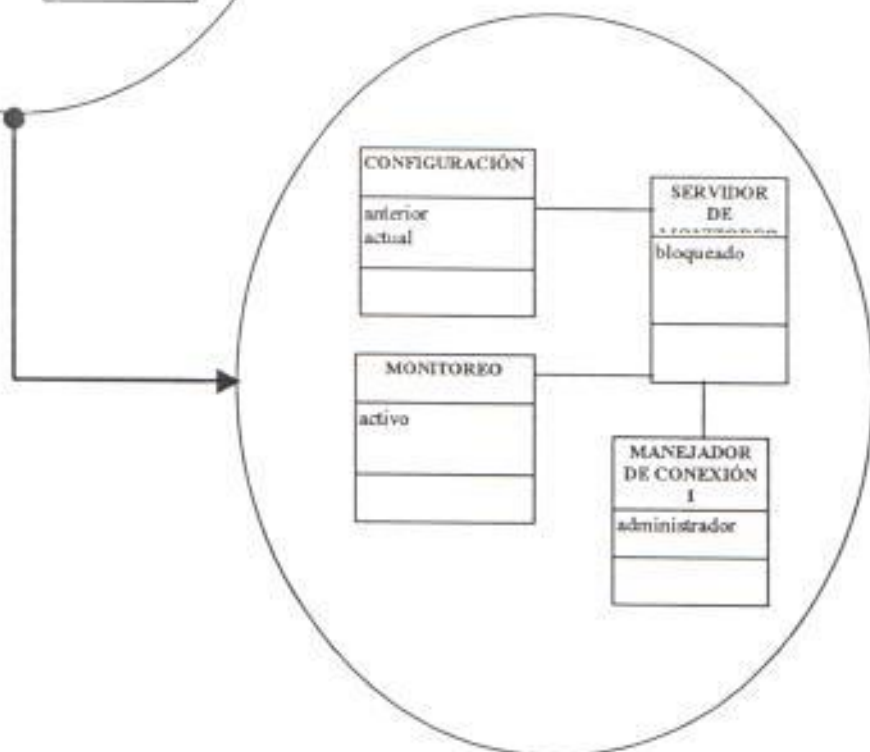 CONFIGURACIÓN
anterior
actual
SERVIDOR
DE
bloqueado
MONITOREO
activo
MANEJADOR
DE CONEXIÓN
1
administrador